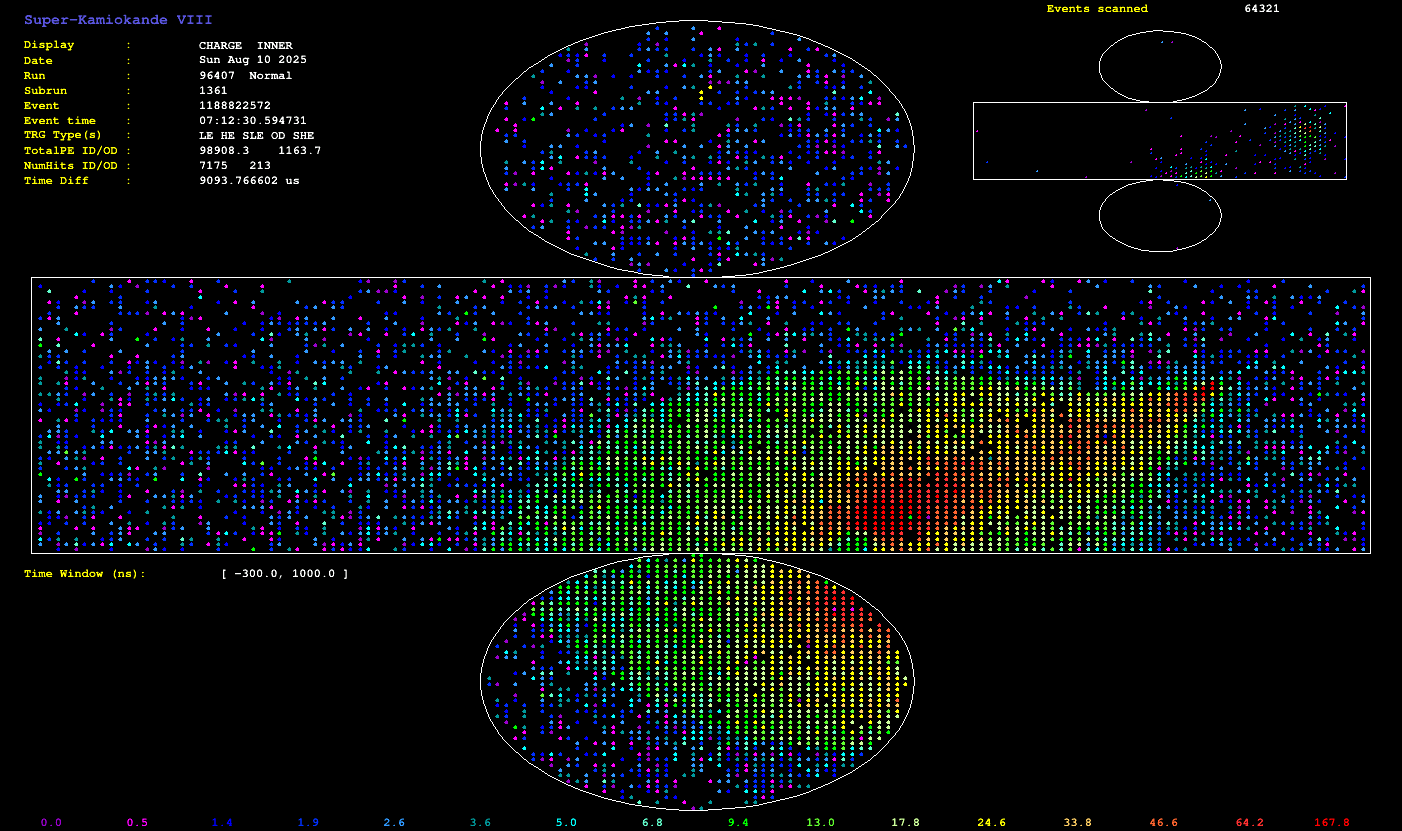 Super-Kamiokande VIII
Events scanned 64321
Display : CHARGE INNER
Date : Sun Aug 10 2025
Run : 96407 Normal
Subrun : 1361
Event : 1188822572
Event time : 07:12:30.594731
TRG Type(s) : LE HE SLE OD SHE
TotalPE ID/OD : 98908.3 1163.7
NumHits ID/OD : 7175 213
Time Diff : 9093.766602 us
Time Window (ns): [ -300.0, 1000.0 ]
0.0 0.5 1.4 1.9 2.6 3.6 5.0 6.8 9.4 13.0 17.8 24.6 33.8 46.6 64.2 167.8